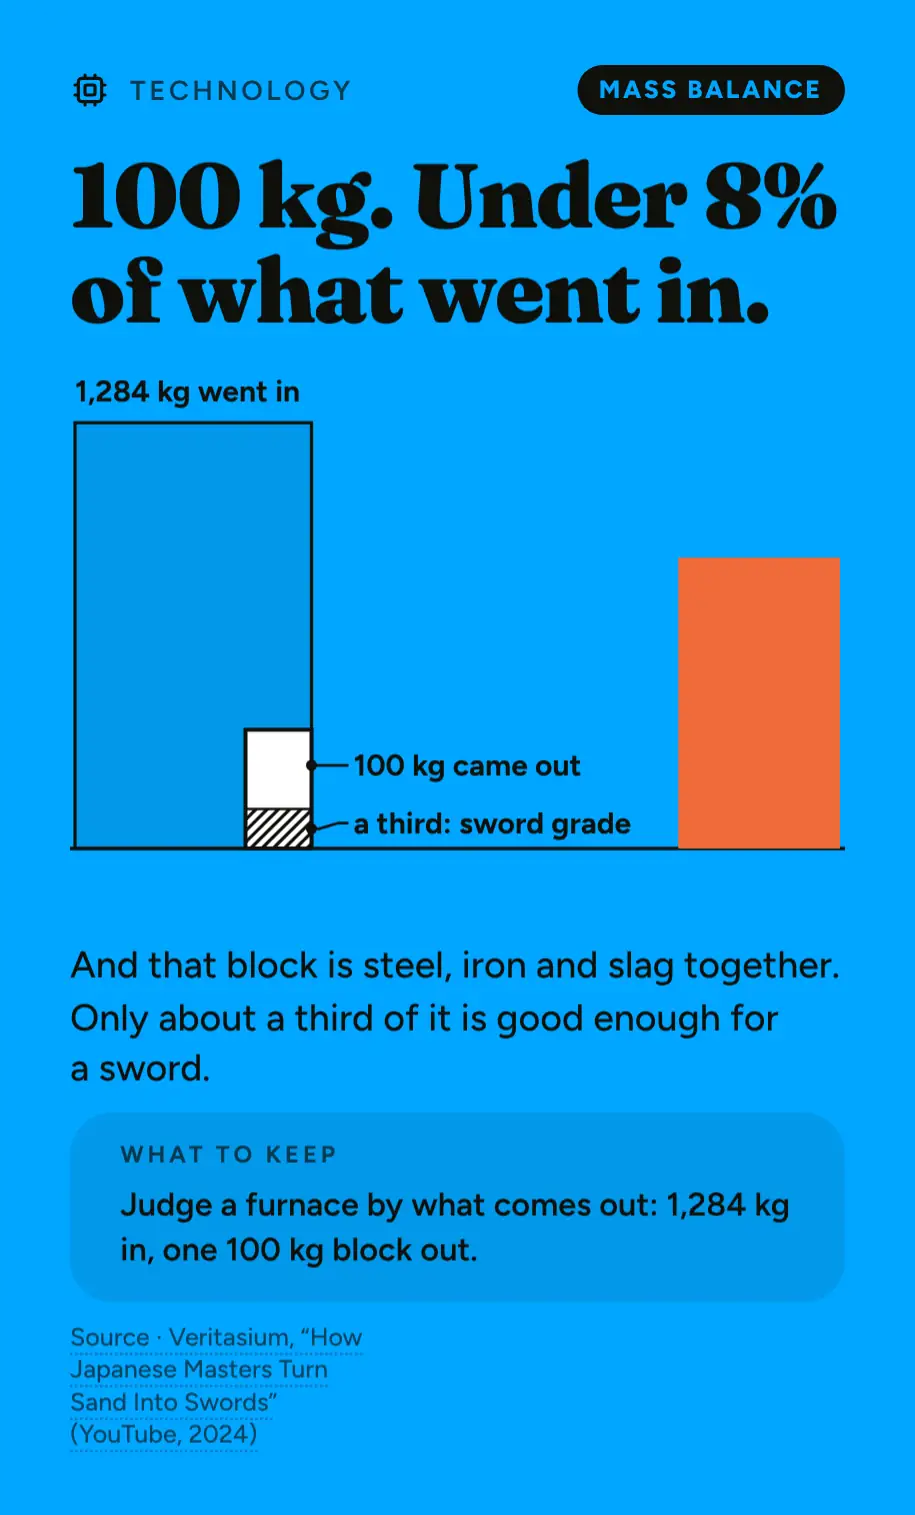 TECHNOLOGY
MASS BALANCE
100 kg. Under 8%
of what went in.
1,284 kg went in
100 kg came out
a third: sword grade
And that block is steel, iron and slag together.
Only about a third of it is good enough for
a sword.
WHAT TO KEEP
Judge a furnace by what comes out: 1,284 kg
in, one 100 kg block out.
Source · Veritasium, “How
Japanese Masters Turn
Sand Into Swords”
(YouTube, 2024)